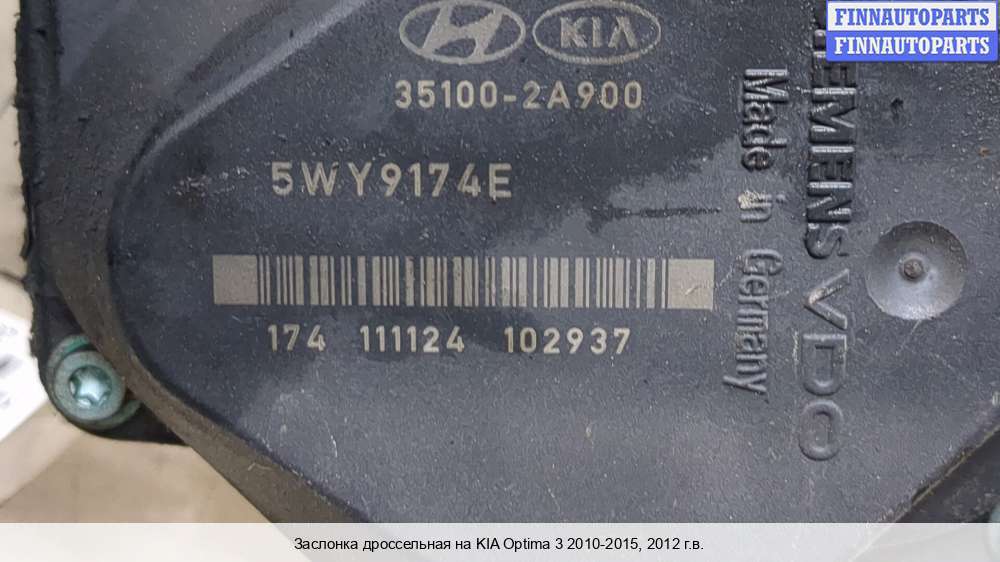 FINNAUTOPARTS
FINNAUTOPARTS
KIA
35100-2A900
5WY9174E
174 111124 102937
SIEMENS VDO
Made in Germany
Заслонка дроссельная на KIA Optima 3 2010-2015, 2012 г.в.